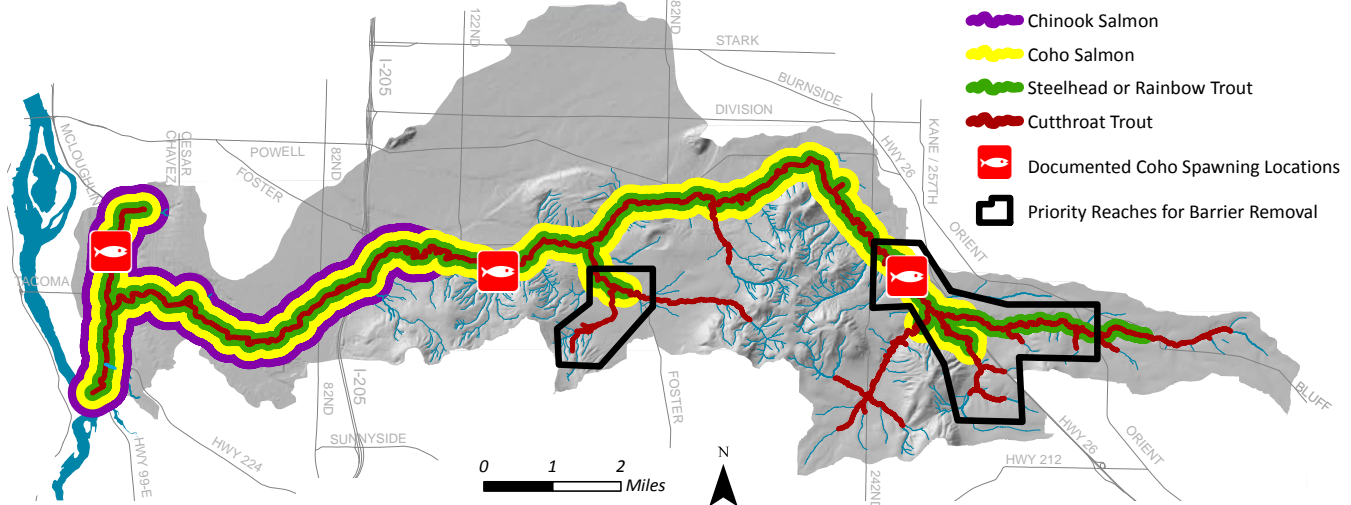 Chinook Salmon
Coho Salmon
Steelhead or Rainbow Trout
Cutthroat Trout
Documented Coho Spawning Locations
Priority Reaches for Barrier Removal
122ND
82ND
STARK
I-205
BURNSIDE
DIVISION
KANE / 257TH
HWY 26
MCLOUGHLIN
CESAR
CHAVEZ
POWELL
FOSTER
82ND
ORIENT
TACOMA
BLUFF
I-205
82ND
FOSTER
SUNNYSIDE
HWY 224
HWY 99-E
HWY 26
ORIENT
HWY 212
242ND
N
0 1 2
Miles